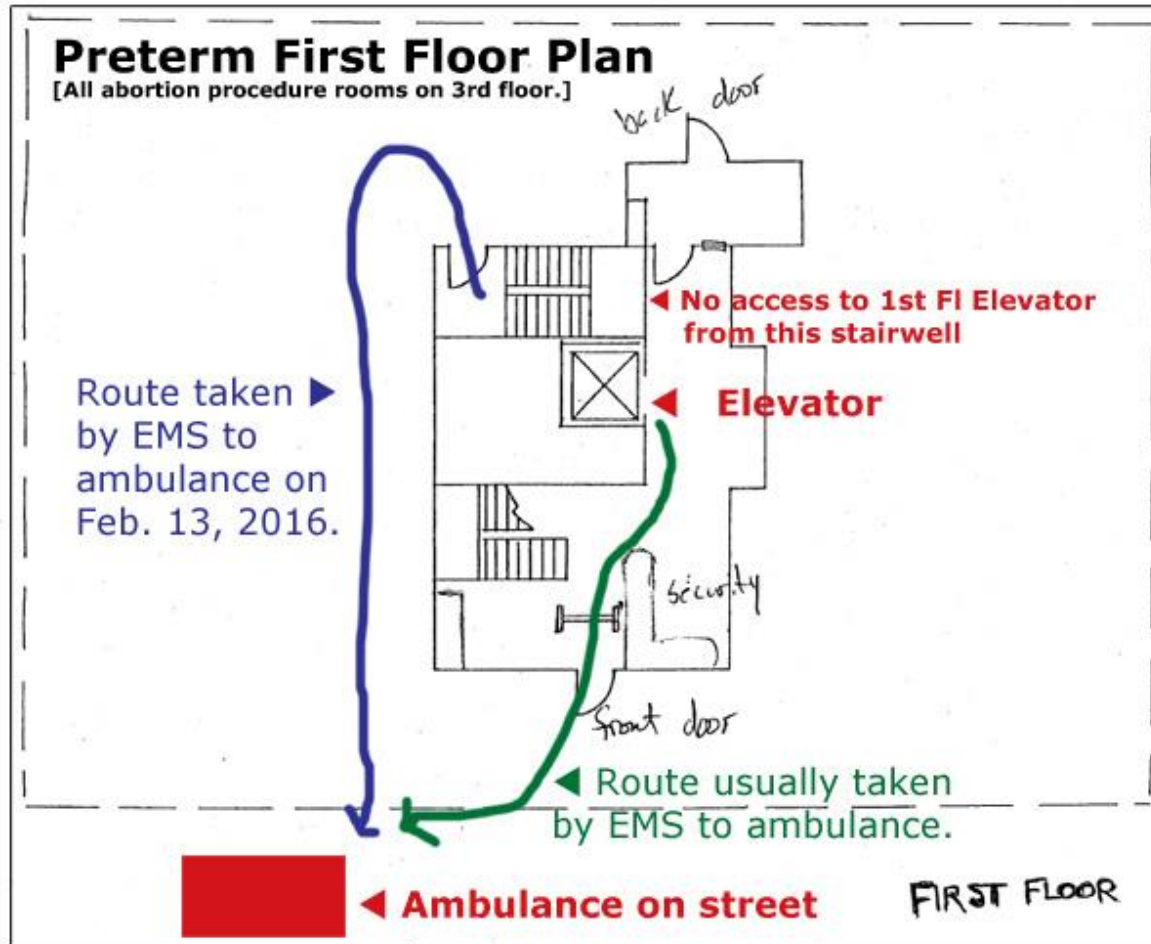 Preterm First Floor Plan
[All abortion procedure rooms on 3rd floor.]
back door
◄ No access to 1st Fl Elevator
from this stairwell
◄ Elevator
Route taken ►
by EMS to
ambulance on
Feb. 13, 2016.
security
front door
◄ Route usually taken
by EMS to ambulance.
◄ Ambulance on street
FIRST FLOOR